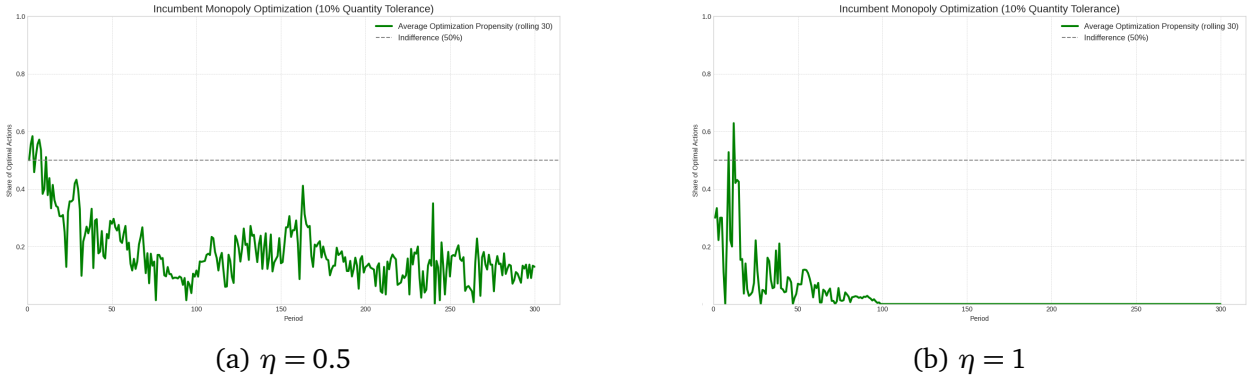 Incumbent Monopoly Optimization (10% Quantity Tolerance)
Average Optimization Propensity (rolling 30)
Indifference (50%)
Share of Optimal Actions
1.0
0.8
0.6
0.4
0.2
0
50
100
150
200
250
300
Period
(a) η = 0.5
Incumbent Monopoly Optimization (10% Quantity Tolerance)
Average Optimization Propensity (rolling 30)
Indifference (50%)
Share of Optimal Actions
1.0
0.8
0.6
0.4
0.2
0
50
100
150
200
250
300
Period
(b) η = 1